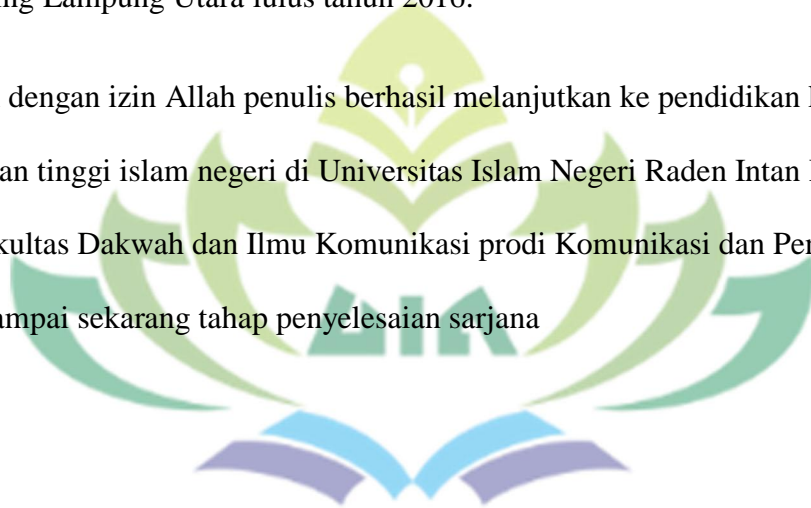 ng Lampung Utara lulus tahun 2016.
dengan izin Allah penulis berhasil melanjutkan ke pendidikan
an tinggi islam negeri di Universitas Islam Negeri Raden Intan
kultas Dakwah dan Ilmu Komunikasi prodi Komunikasi dan Pe
ampai sekarang tahap penyelesaian sarjana